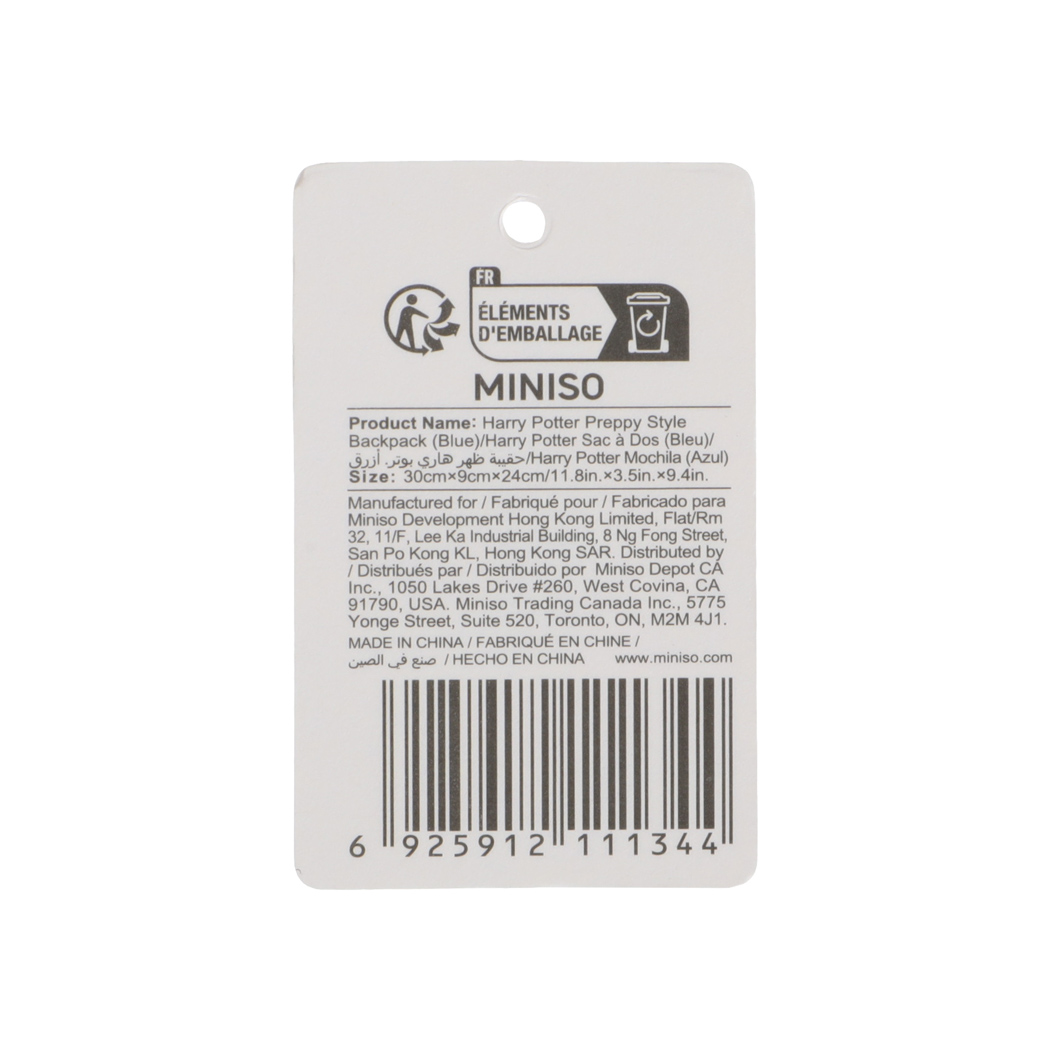 FR
ÉLÉMENTS
D'EMBALLAGE
MINISO
Product Name: Harry Potter Preppy Style
Backpack (Blue)/Harry Potter Sac à Dos (Bleu)/
حقيبة ظهر هاري بوتر. أزرق/Harry Potter Mochila (Azul)
Size: 30cm×9cm×24cm/11.8in.×3.5in.×9.4in.
Manufactured for / Fabriqué pour / Fabricado para
Miniso Development Hong Kong Limited, Flat/Rm
32, 11/F, Lee Ka Industrial Building, 8 Ng Fong Street,
San Po Kong KL, Hong Kong SAR. Distributed by
/ Distribués par / Distribuido por Miniso Depot CA
Inc., 1050 Lakes Drive #260, West Covina, CA
91790, USA. Miniso Trading Canada Inc., 5775
Yonge Street, Suite 520, Toronto, ON, M2M 4J1.
MADE IN CHINA / FABRIQUÉ EN CHINE /
صنع في الصين / HECHO EN CHINA www.miniso.com
6 925912 111344